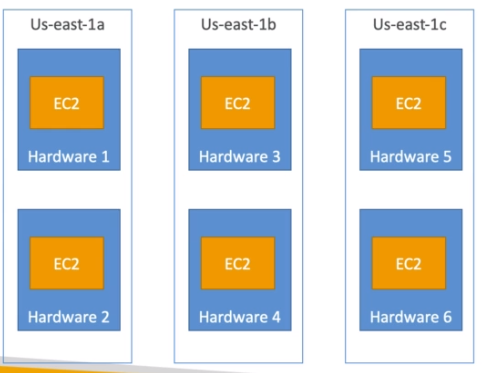 Us-east-1a
EC2
Hardware 1
EC2
Hardware 2
Us-east-1b
EC2
Hardware 3
EC2
Hardware 4
Us-east-1c
EC2
Hardware 5
EC2
Hardware 6